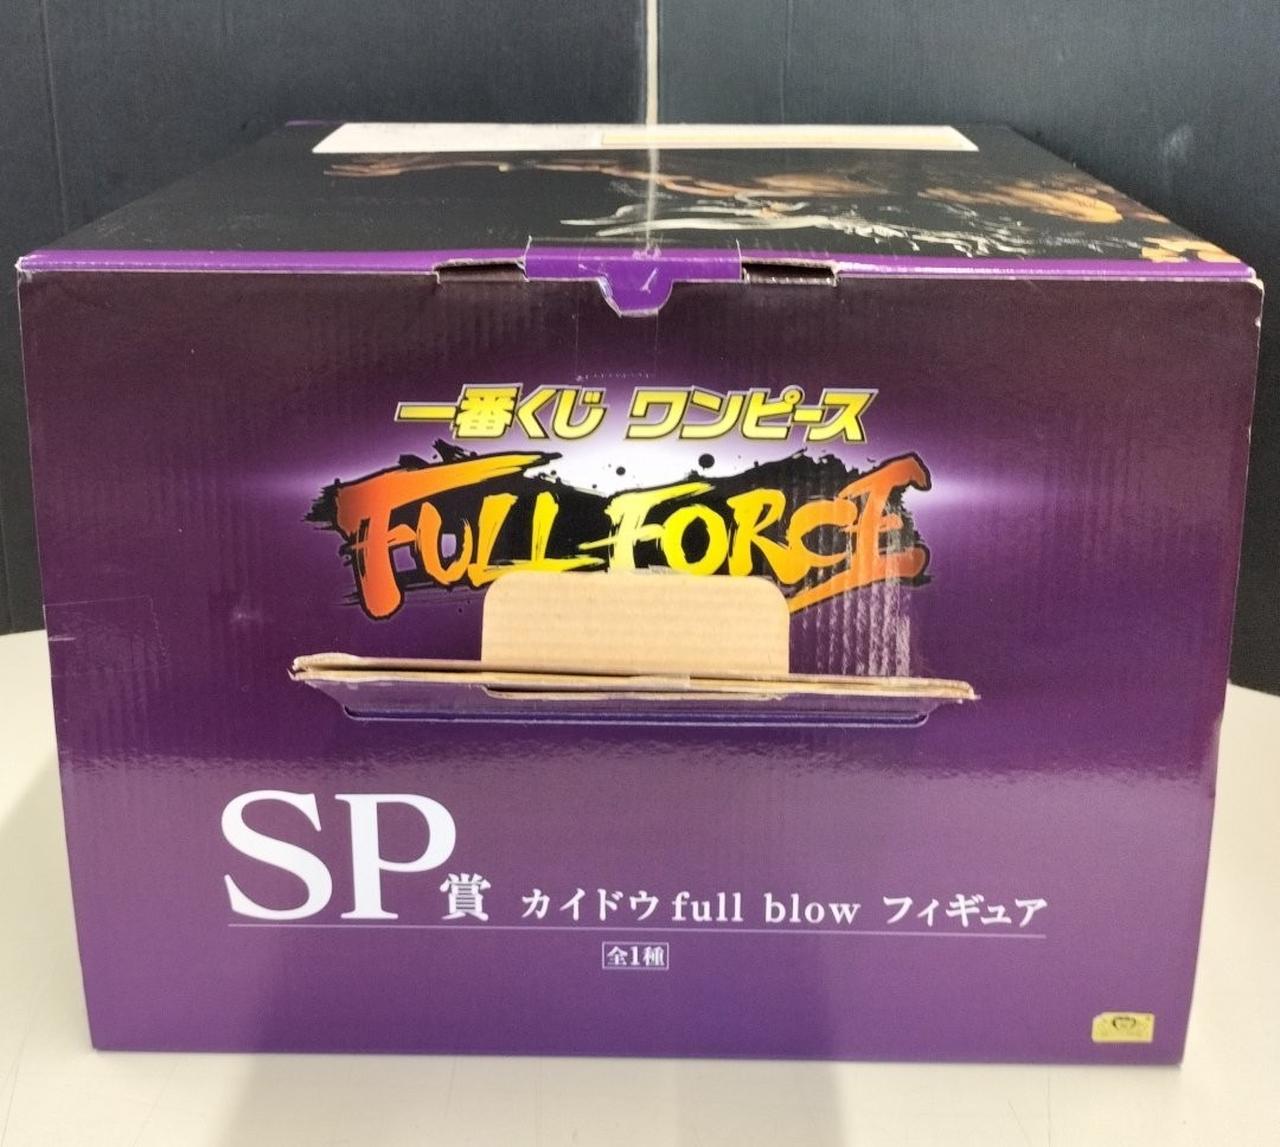 一番くじ ワンピース
FULL FORCE
SP賞 カイドウ full blow フィギュア
全1種